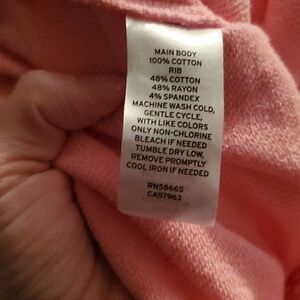 MAIN BODY
100% COTTON
RIB
48% COTTON
48% RAYON
4% SPANDEX
MACHINE WASH COLD,
GENTLE CYCLE,
WITH LIKE COLORS
ONLY NON-CHLORINE
BLEACH IF NEEDED
TUMBLE DRY LOW,
REMOVE PROMPTLY
COOL IRON IF NEEDED
RN58665
CA57963